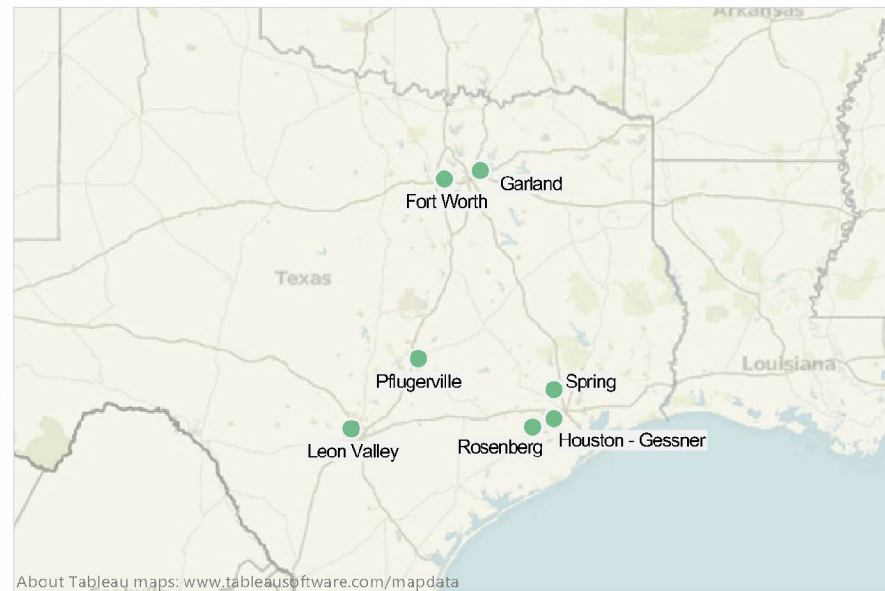 Arkansas
Garland
Fort Worth
Texas
Louisiana
Pflugerville
Spring
Houston - Gessner
Rosenberg
Leon Valley
About Tableau maps: www.tableausoftware.com/mapdata